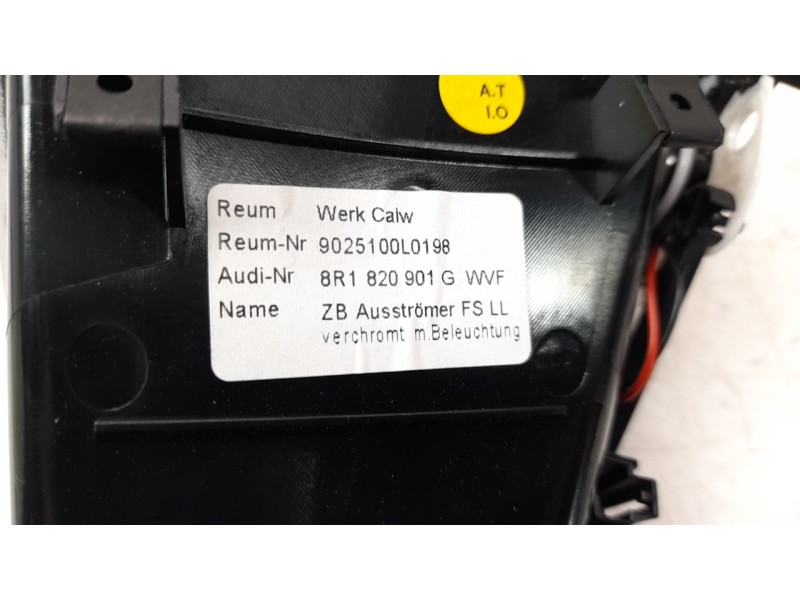 A.T
I.O
Reum Werk Calw
Reum-Nr 9025100L0198
Audi-Nr 8R1 820 901 G WVF
Name ZB Ausströmer FS LL
verchromt m.Beleuchtung